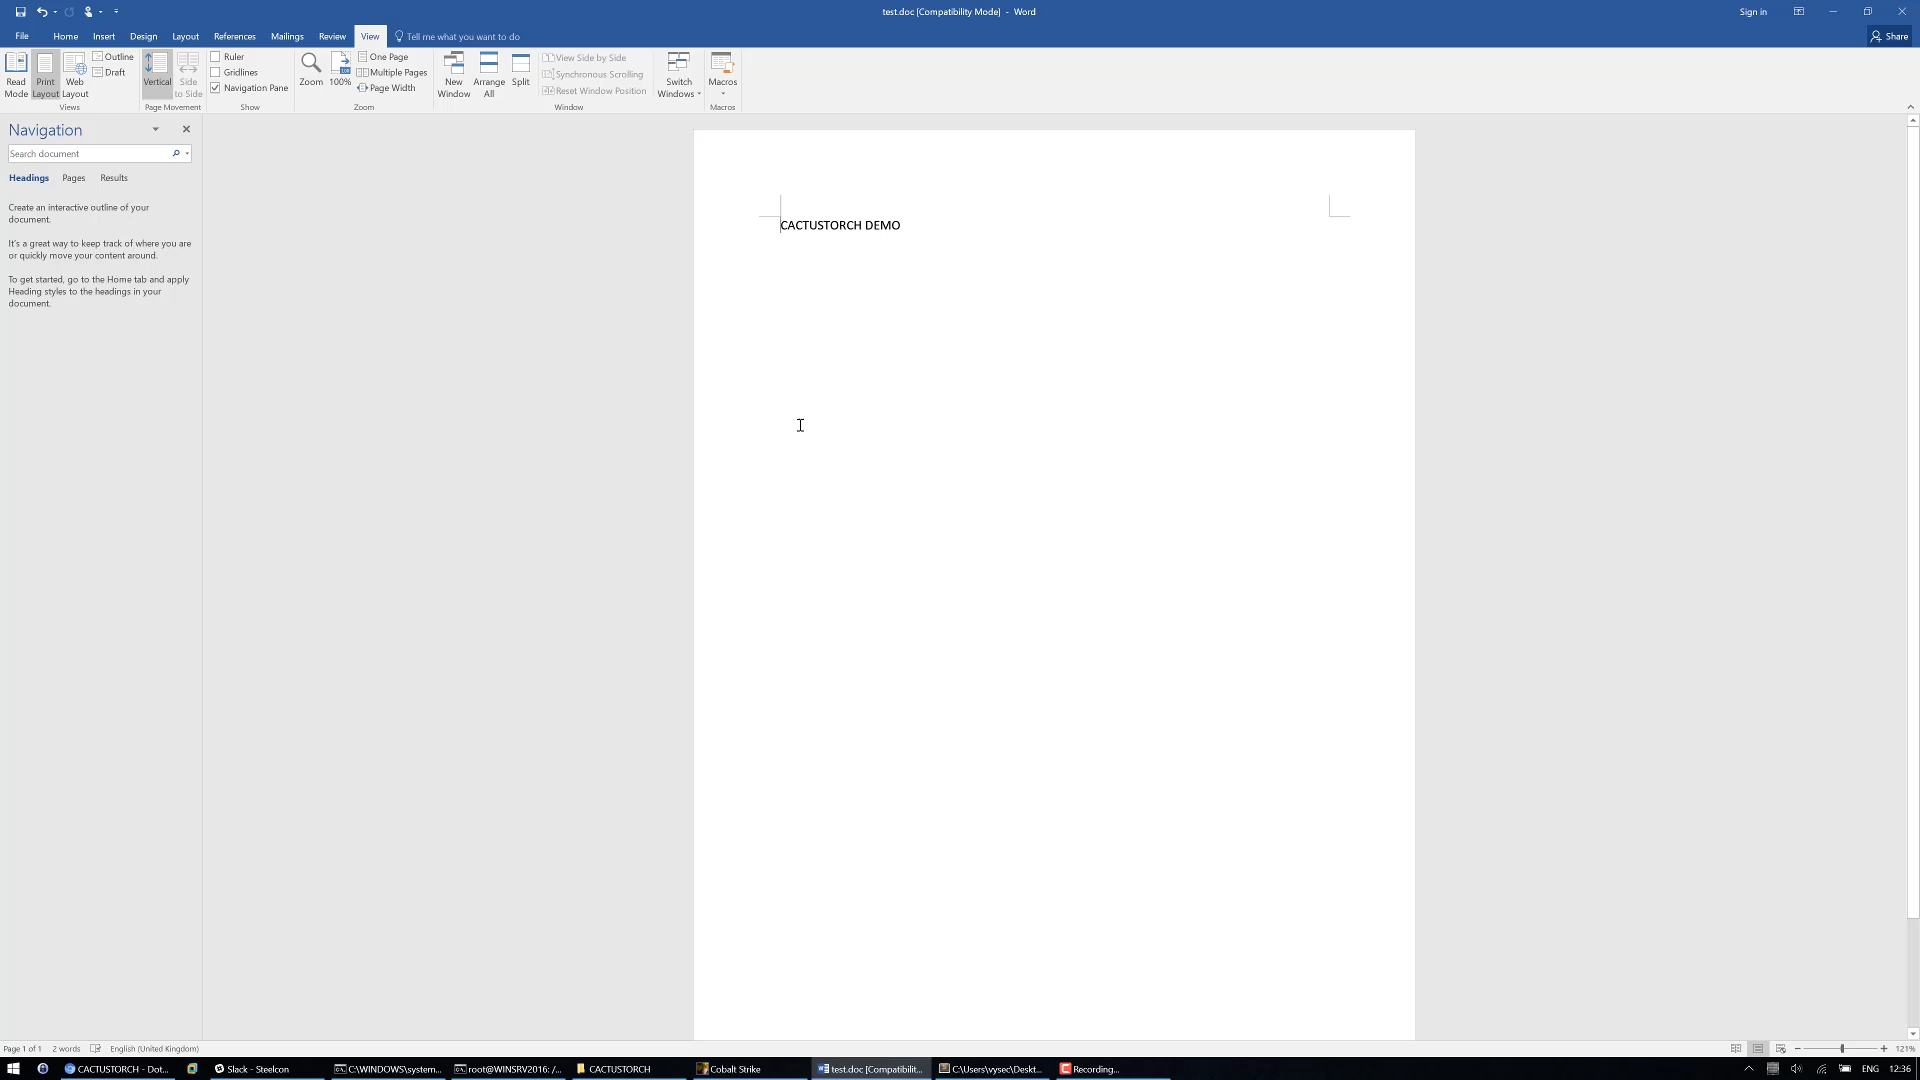 test.doc [Compatibility Mode] - Word
Sign in
File Home Insert Design Layout References Mailings Review View Tell me what you want to do Share
Read Mode
Print Layout
Web Layout
Outline
Draft
Views
Vertical
Side to Side
Page Movement
Ruler
Gridlines
Navigation Pane
Show
Zoom
100%
One Page
Multiple Pages
Page Width
Zoom
New Window
Arrange All
Split
View Side by Side
Synchronous Scrolling
Reset Window Position
Window
Switch Windows
Macros
Macros
Navigation
Search document
Headings Pages Results
Create an interactive outline of your
document.
It's a great way to keep track of where you are
or quickly move your content around.
To get started, go to the Home tab and apply
Heading styles to the headings in your
document.
CACTUSTORCH DEMO
Page 1 of 1 2 words English (United Kingdom) 121%
CACTUSTORCH - Dot... Slack - Steelcon C:\WINDOWS\system... root@WINSRV2016: /... CACTUSTORCH Cobalt Strike test.doc [Compatibilit... C:\Users\vysec\Deskt... Recording... ENG 12:36